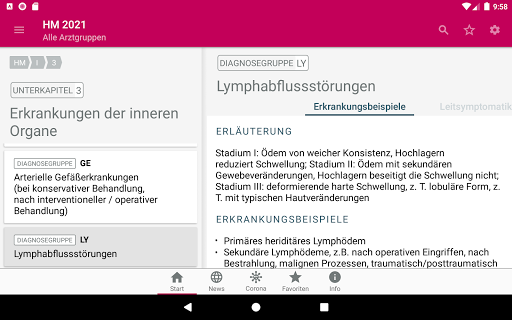 9:58
HM 2021
Alle Arztgruppen
HM I 3
UNTERKAPITEL 3
Erkrankungen der inneren
Organe
DIAGNOSEGRUPPE GE
Arterielle Gefäßerkrankungen
(bei konservativer Behandlung,
nach interventioneller / operativer
Behandlung)
DIAGNOSEGRUPPE LY
Lymphabflussstörungen
DIAGNOSEGRUPPE LY
Lymphabflussstörungen
Erkrankungsbeispiele Leitsymptomatik
ERLÄUTERUNG
Stadium I: Ödem von weicher Konsistenz, Hochlagern
reduziert Schwellung; Stadium II: Ödem mit sekundären
Gewebeveränderungen, Hochlagern beseitigt die Schwellung nicht;
Stadium III: deformierende harte Schwellung, z. T. lobuläre Form, z.
T. mit typischen Hautveränderungen
ERKRANKUNGSBEISPIELE
• Primäres heriditäres Lymphödem
• Sekundäre Lymphödeme, z.B. nach operativen Eingriffen, nach
Bestrahlung, malignen Prozessen, traumatisch/posttraumatisch
Start News Corona Favoriten Info